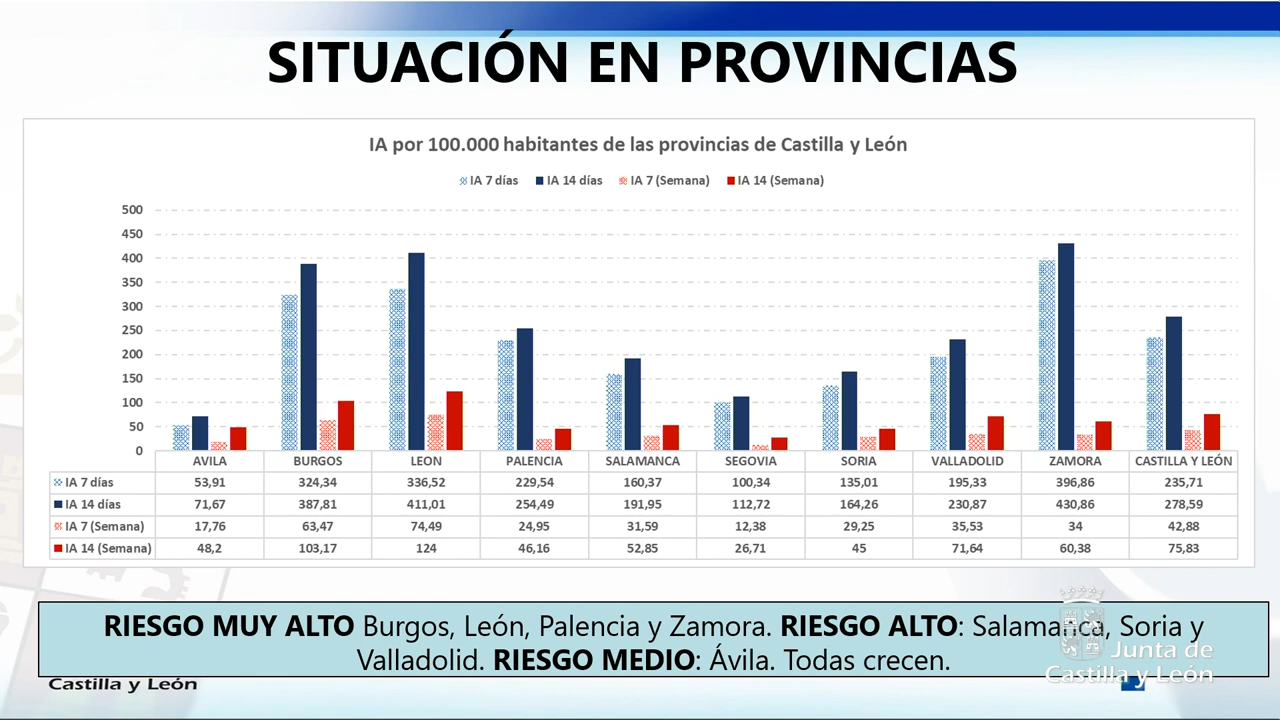 SITUACIÓN EN PROVINCIAS
IA por 100.000 habitantes de las provincias de Castilla y León
IA 7 días IA 14 días IA 7 (Semana) IA 14 (Semana)
500
450
400
350
300
250
200
150
100
50
0
AVILA BURGOS LEON PALENCIA SALAMANCA SEGOVIA SORIA VALLADOLID ZAMORA CASTILLA Y LEÓN
IA 7 días 53,91 324,34 336,52 229,54 160,37 100,34 135,01 195,33 396,86 235,71
IA 14 días 71,67 387,81 411,01 254,49 191,95 112,72 164,26 230,87 430,86 278,59
IA 7 (Semana) 17,76 63,47 74,49 24,95 31,59 12,38 29,25 35,53 34 42,88
IA 14 (Semana) 48,2 103,17 124 46,16 52,85 26,71 45 71,64 60,38 75,83
RIESGO MUY ALTO Burgos, León, Palencia y Zamora. RIESGO ALTO: Salamanca, Soria y
Valladolid. RIESGO MEDIO: Ávila. Todas crecen.
Junta de
Castilla y León
Castilla y León